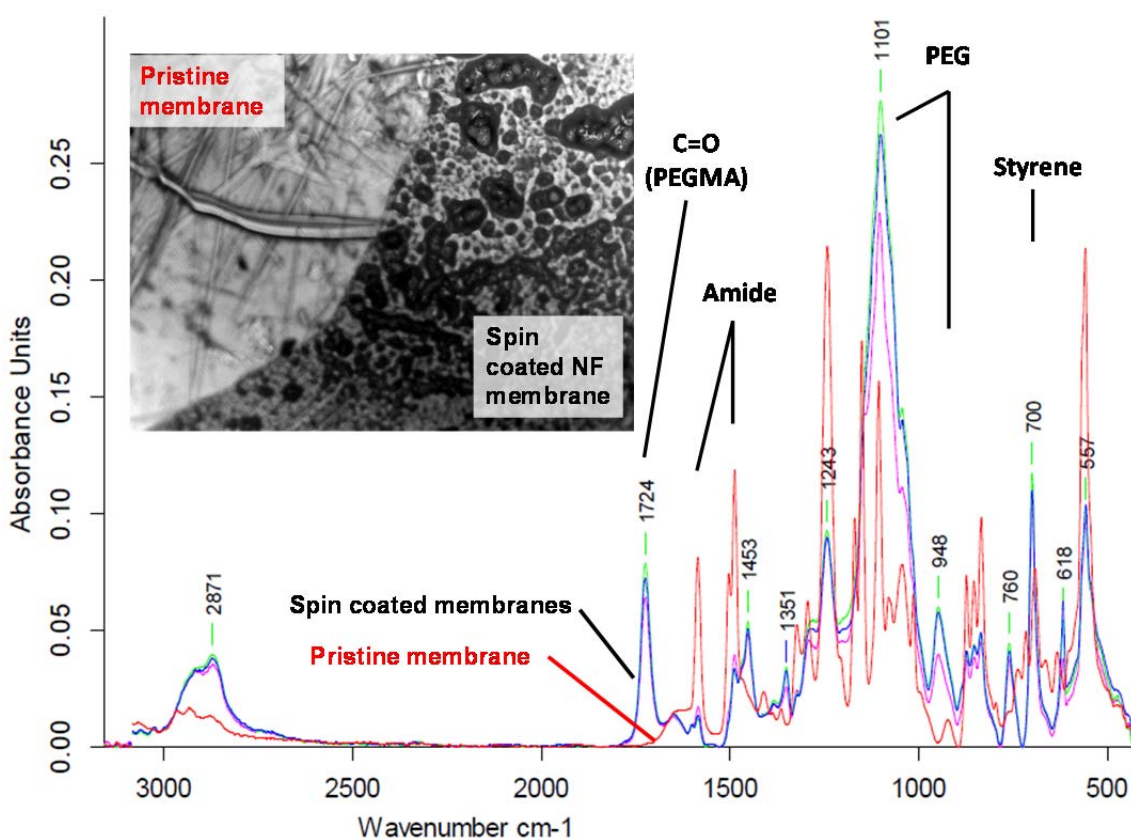 Pristine
membrane
Spin
coated NF
membrane
1101
PEG
C=O
(PEGMA)
Styrene
Amide
2871
1724
1453
1351
1243
948
760
700
618
557
Spin coated membranes
Pristine membrane
Absorbance Units
0.25
0.20
0.15
0.10
0.05
0.00
3000 2500 2000 1500 1000 500
Wavenumber cm-1